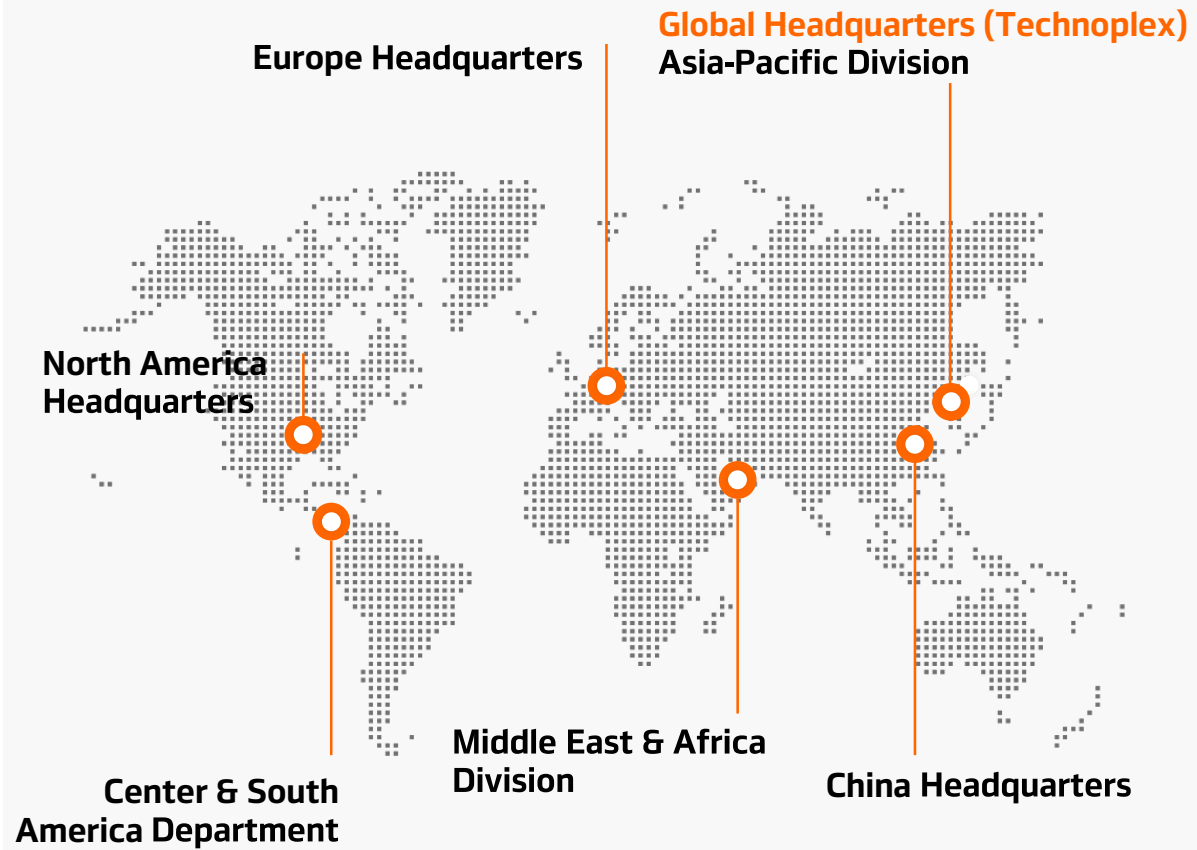 Global Headquarters (Technoplex)
Asia-Pacific Division
Europe Headquarters
North America
Headquarters
Middle East & Africa
Division
China Headquarters
Center & South
America Department